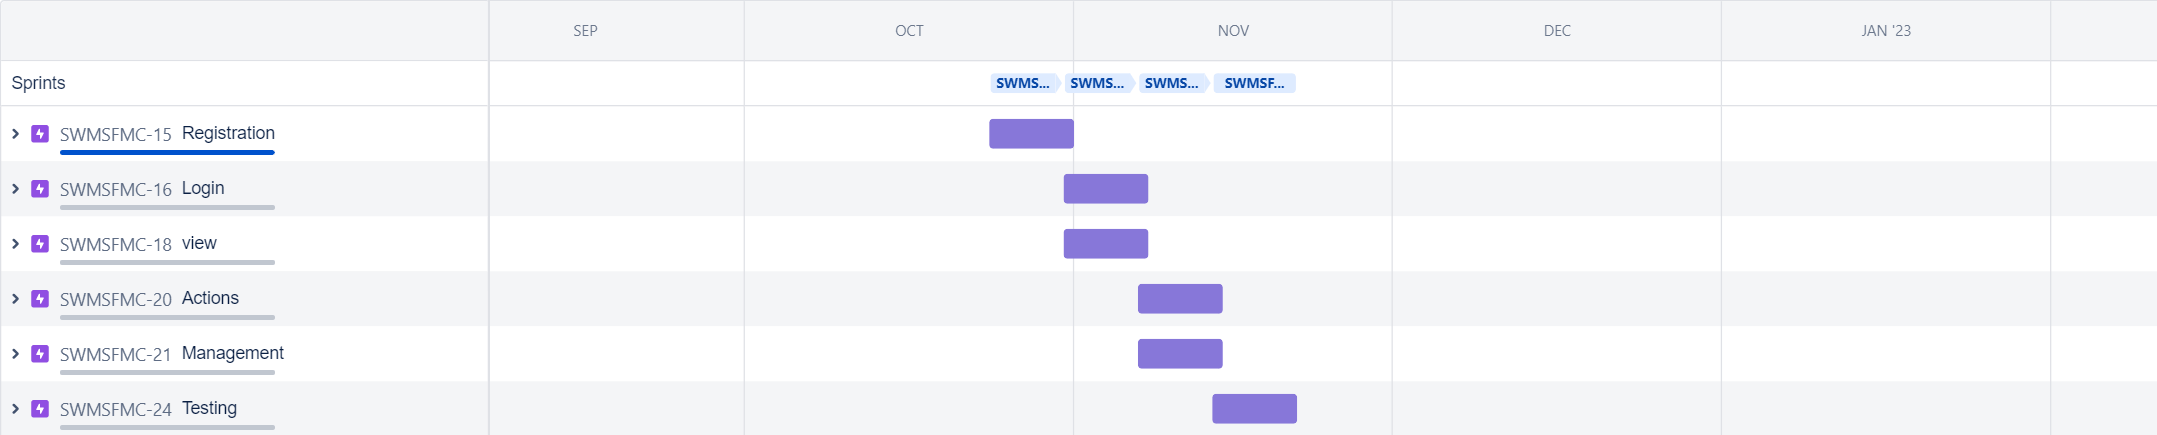 SEP OCT NOV DEC JAN '23
Sprints SWMS... SWMS... SWMS... SWMSF...
SWMSFMC-15 Registration
SWMSFMC-16 Login
SWMSFMC-18 view
SWMSFMC-20 Actions
SWMSFMC-21 Management
SWMSFMC-24 Testing